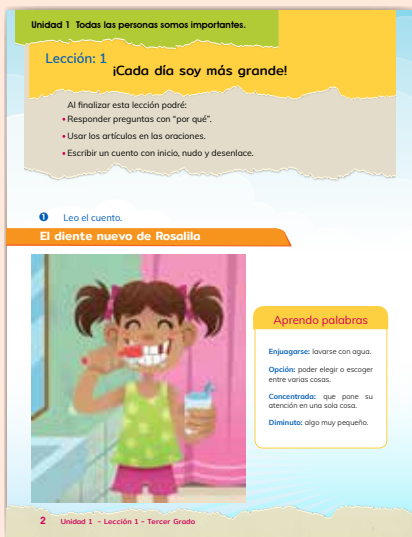 Unidad 1 Todas las personas somos importantes.
Lección: 1
¡Cada día soy más grande!
Al finalizar esta lección podré:
• Responder preguntas con “por qué”.
• Usar los artículos en las oraciones.
• Escribir un cuento con inicio, nudo y desenlace.
1 Leo el cuento.
El diente nuevo de Rosalila
Aprendo palabras
Enjuagarse: lavarse con agua.
Opción: poder elegir o escoger
entre varias cosas.
Concentrada: que pone su
atención en una sola cosa.
Diminuto: algo muy pequeño.
2 Unidad 1 - Lección 1 - Tercer Grado